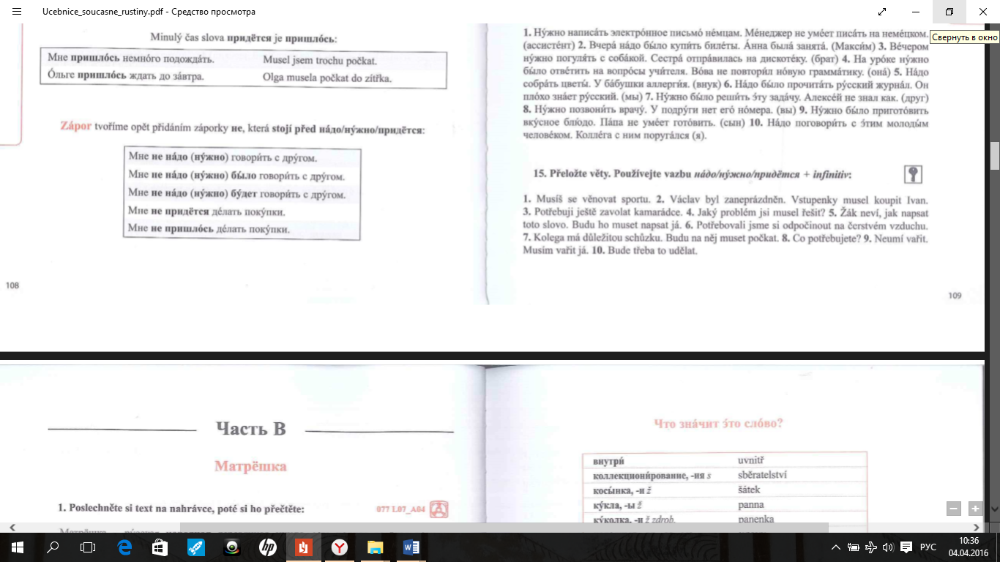 Ucebnice_soucasne_rustiny.pdf - Средство просмотра
Свернуть в окно
Minulý čas slova придётся je пришло́сь:
Мне пришло́сь немно́го подожда́ть. Musel jsem trochu počkat.
О́льге пришло́сь ждать до за́втра. Olga musela počkat do zítřka.
Zápor tvoříme opět přidáním záporky не, která stojí před на́до/ну́жно/придётся:
Мне не на́до (ну́жно) говори́ть с дру́гом.
Мне не на́до (ну́жно) бы́ло говори́ть с дру́гом.
Мне не на́до (ну́жно) бу́дет говори́ть с дру́гом.
Мне не придётся де́лать поку́пки.
Мне не пришло́сь де́лать поку́пки.
108
1. Ну́жно написа́ть электро́нное письмо́ не́мцам. Ме́неджер не уме́ет писа́ть на неме́цком.
(ассисте́нт) 2. Вчера́ на́до бы́ло купи́ть биле́ты. А́нна была́ занята́. (Макси́м) 3. Ве́чером
ну́жно погуля́ть с соба́кой. Сестра́ отпра́вилась на дискоте́ку. (брат) 4. На уро́ке ну́жно
бы́ло отве́тить на вопро́сы учи́теля. Во́ва не повтори́л но́вую грамма́тику. (она́) 5. На́до
собра́ть цветы́. У ба́бушки аллерги́я. (внук) 6. На́до бы́ло прочита́ть ру́сский журна́л. Он
пло́хо зна́ет ру́сский. (мы) 7. Ну́жно бы́ло реши́ть э́ту зада́чу. Алексе́й не знал как. (друг)
8. Ну́жно позвони́ть врачу́. У подру́ги нет его́ но́мера. (вы) 9. Ну́жно бы́ло пригото́вить
вку́сное блю́до. Па́па не уме́ет гото́вить. (сын) 10. На́до поговори́ть с э́тим молоды́м
челове́ком. Колле́га с ним поруга́лся (я).
15. Přeložte věty. Používejte vazbu на́до/ну́жно/придётся + infinitiv:
1. Musíš se věnovat sportu. 2. Václav byl zaneprázdněn. Vstupenky musel koupit Ivan.
3. Potřebuji ještě zavolat kamarádce. 4. Jaký problém jsi musel řešit? 5. Žák neví, jak napsat
toto slovo. Budu ho muset napsat já. 6. Potřebovali jsme si odpočinout na čerstvém vzduchu.
7. Kolega má důležitou schůzku. Budu na něj muset počkat. 8. Co potřebujete? 9. Neumí vařit.
Musím vařit já. 10. Bude třeba to udělat.
109
Часть В
Матрёшка
1. Poslechněte si text na nahrávce, poté si ho přečtěte: 077 L07_A04
Что зна́чит э́то сло́во?
внутри́ uvnitř
коллекциони́рование, -ия s sběratelství
косы́нка, -и ž šátek
ку́кла, -ы ž panna
ку́колка, -и ž zdrob. panenka
hp
РУС
10:36
04.04.2016